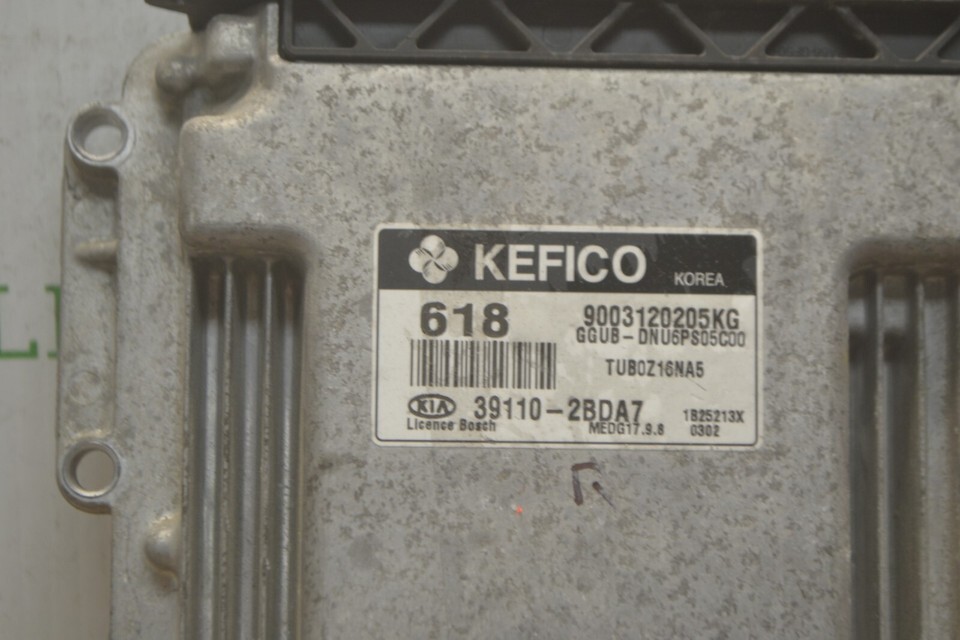 KEFICO KOREA
618 9003120205KG
GGUB-DNU6PS05C00
TUB0Z16NA5
KIA 39110-2BDA7 1B25213X
Licence Bosch MEDG17.9.8 0302